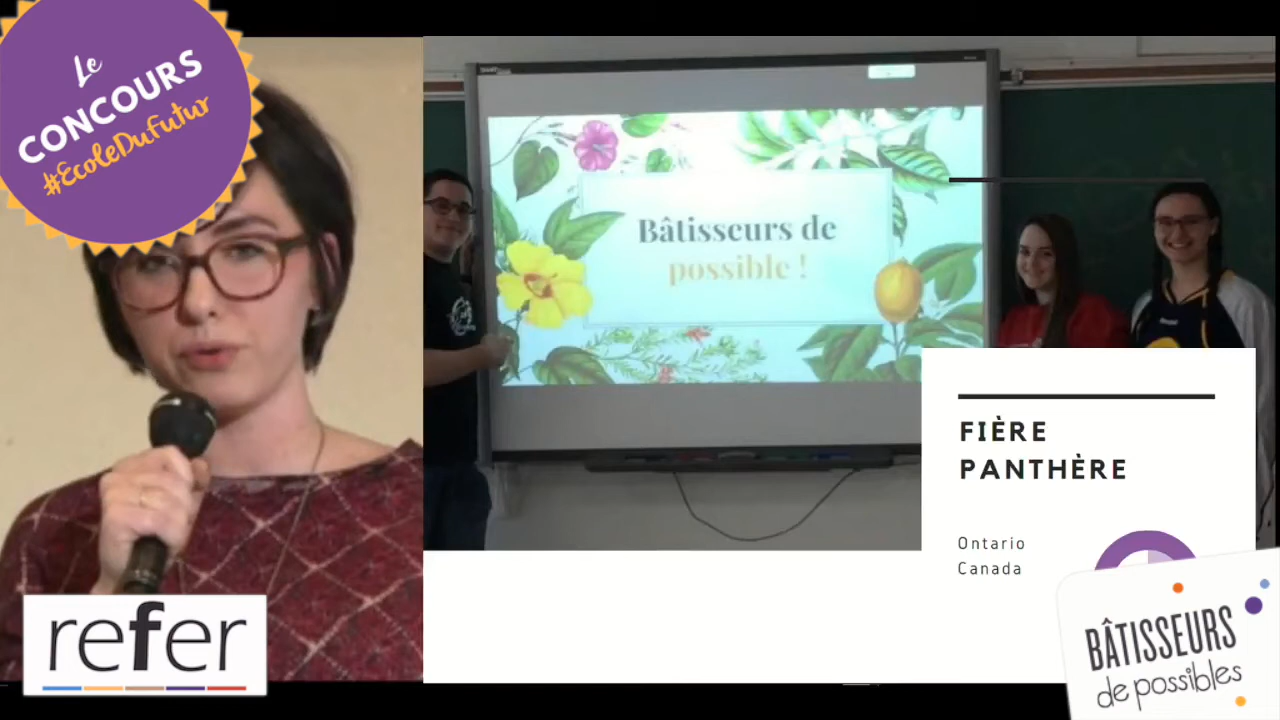 Le
CONCOURS
#EcoleDuFutur
Bâtisseurs de
possible !
FIÈRE
PANTHÈRE
Ontario
Canada
refer
BÂTISSEURS
de possibles